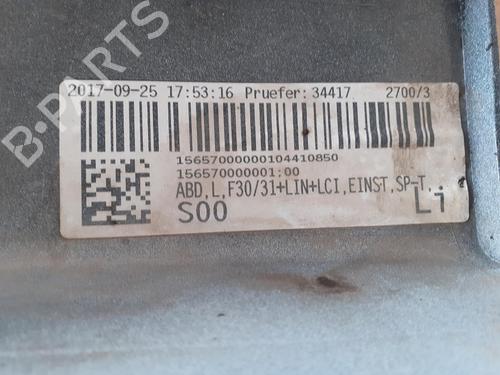 2017-09-25 17:53:16 Pruefer: 34417 2700/3
15657000000104410850
156570000001;00
ABD,L,F30/31+LIN+LCI,EINST,SP-T,
S00 Li
B-PARTS